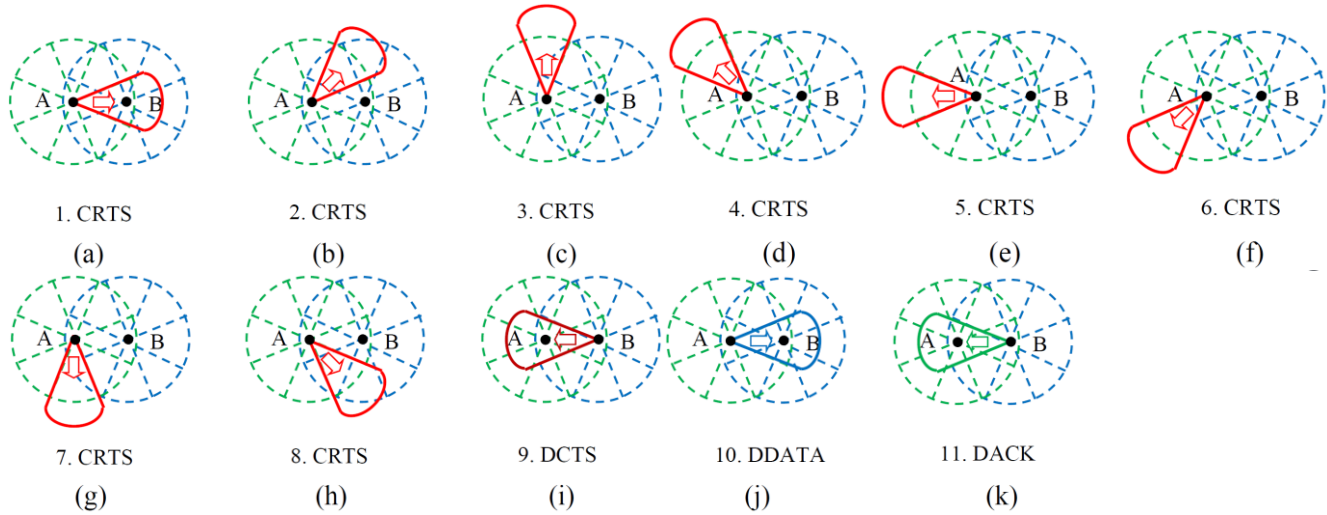 A B
A B
A B
A B
A B
A B
1. CRTS
2. CRTS
3. CRTS
4. CRTS
5. CRTS
6. CRTS
(a)
(b)
(c)
(d)
(e)
(f)
A B
A B
A B
A B
A B
7. CRTS
8. CRTS
9. DCTS
10. DDATA
11. DACK
(g)
(h)
(i)
(j)
(k)